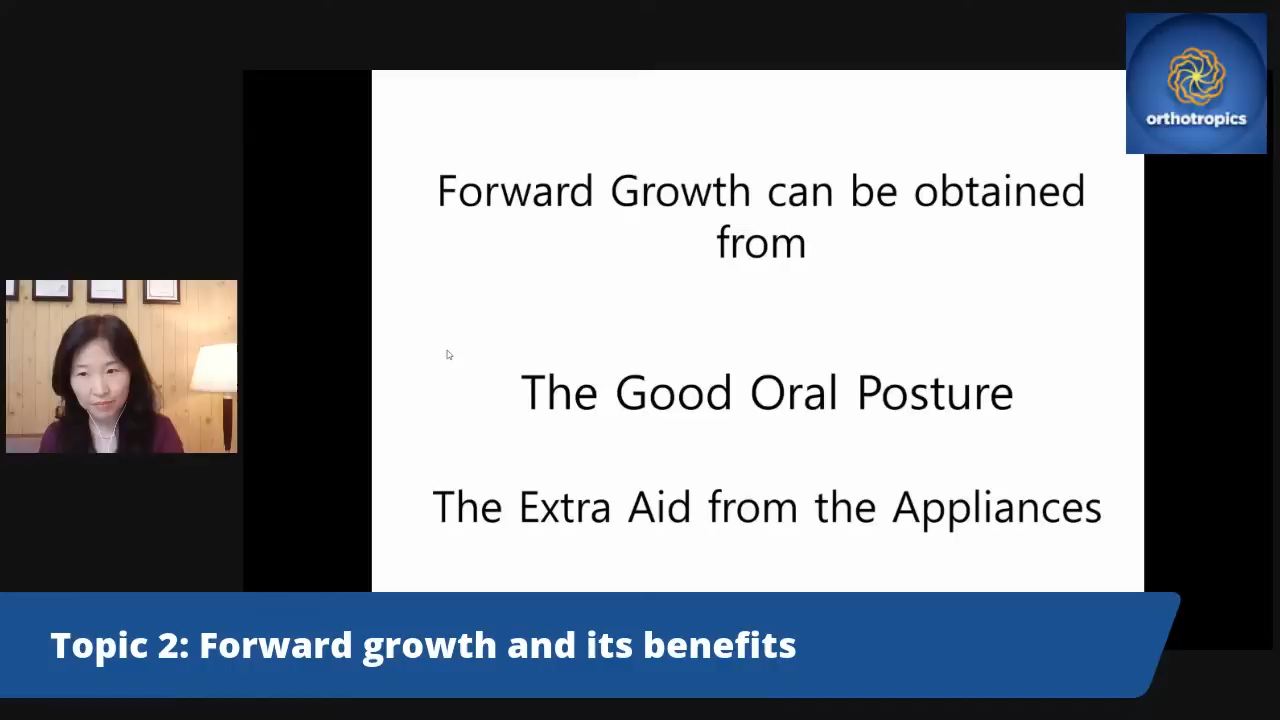 orthotropics
Forward Growth can be obtained
from
The Good Oral Posture
The Extra Aid from the Appliances
Topic 2: Forward growth and its benefits